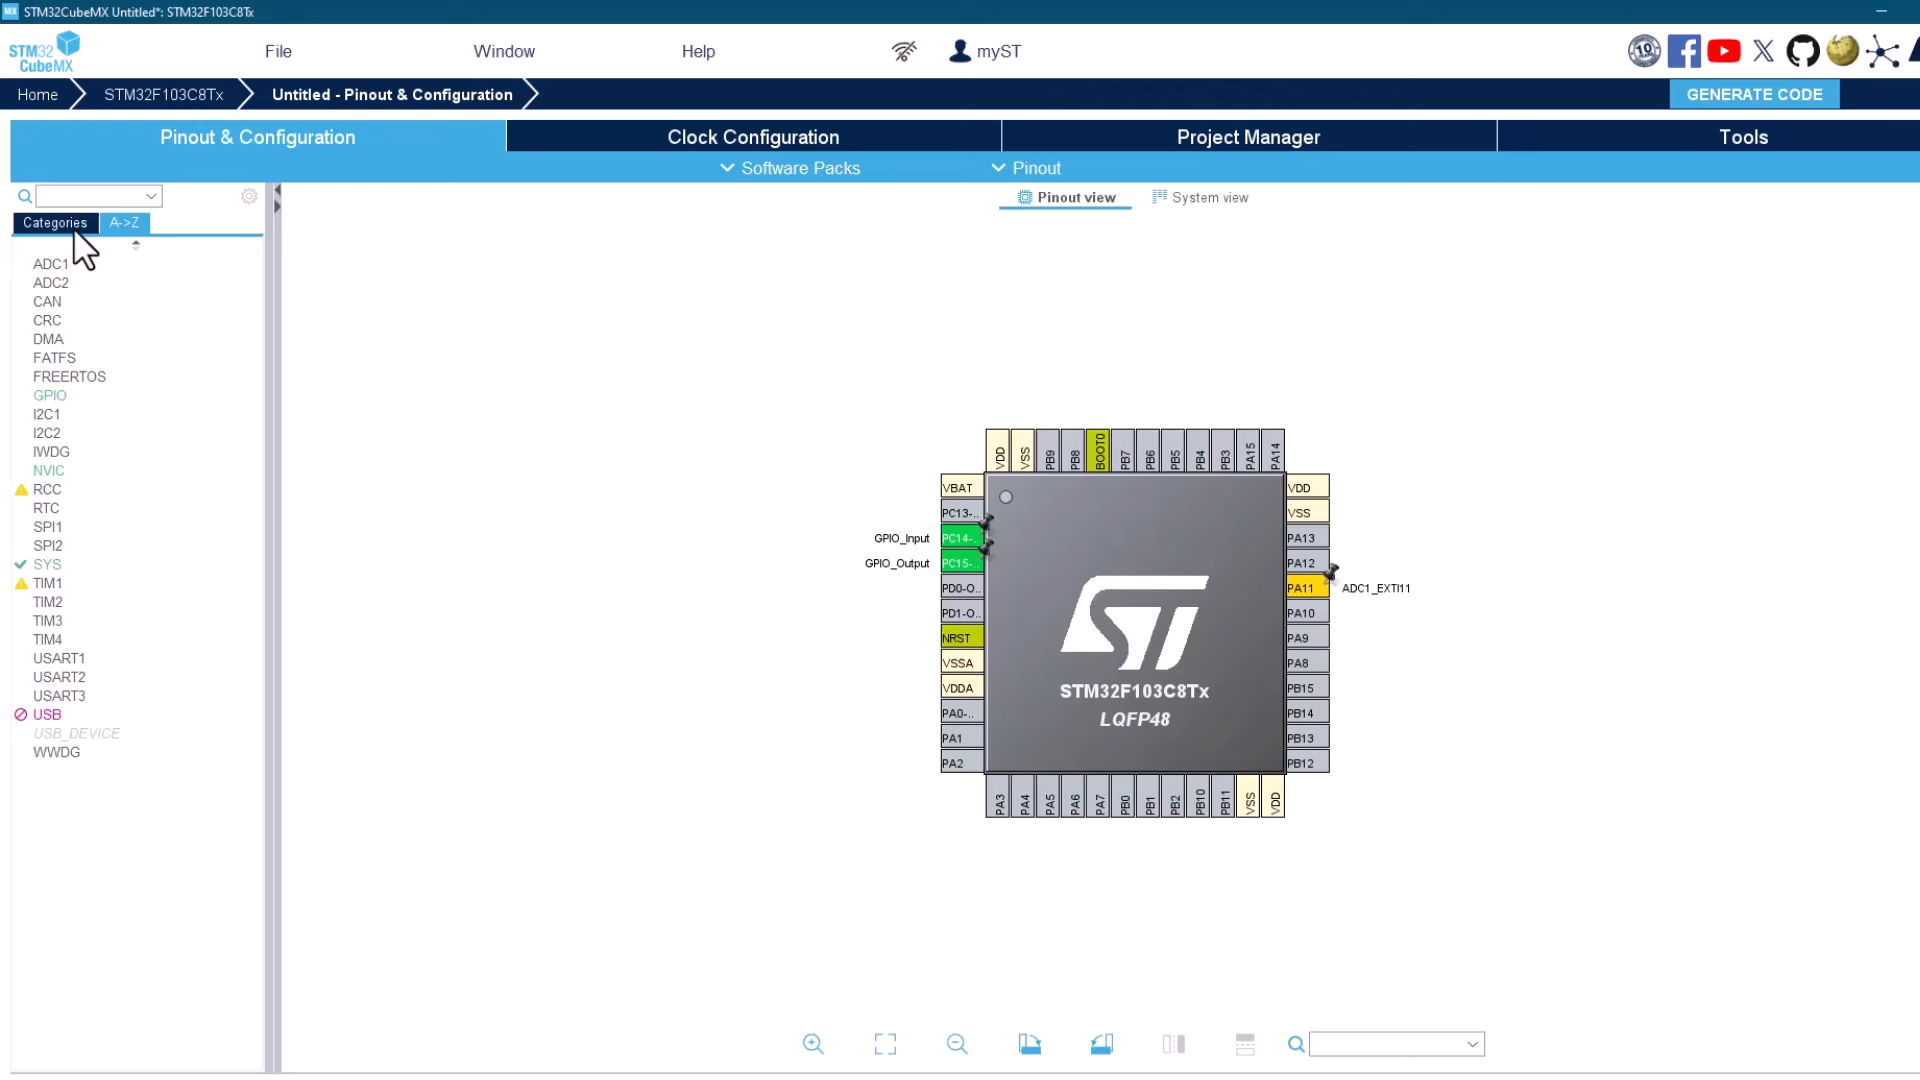 MX STM32CubeMX Untitled*: STM32F103C8Tx
STM32
CubeMX
File
Window
Help
myST
10
Home
STM32F103C8Tx
Untitled - Pinout & Configuration
GENERATE CODE
Pinout & Configuration
Clock Configuration
Project Manager
Tools
Software Packs
Pinout
Pinout view
System view
Categories
A->Z
ADC1
ADC2
CAN
CRC
DMA
FATFS
FREERTOS
GPIO
I2C1
I2C2
IWDG
NVIC
RCC
RTC
SPI1
SPI2
SYS
TIM1
TIM2
TIM3
TIM4
USART1
USART2
USART3
USB
USB_DEVICE
WWDG
VDD
VSS
PB9
PB8
BOOT0
PB7
PB6
PB5
PB4
PB3
PA15
PA14
VBAT
PC13-..
GPIO_Input PC14-..
GPIO_Output PC15-..
PD0-O..
PD1-O..
NRST
VSSA
VDDA
PA0-..
PA1
PA2
VDD
VSS
PA13
PA12
PA11 ADC1_EXTI11
PA10
PA9
PA8
PB15
PB14
PB13
PB12
ST
STM32F103C8Tx
LQFP48
PA3
PA4
PA5
PA6
PA7
PB0
PB1
PB2
PB10
PB11
VSS
VDD